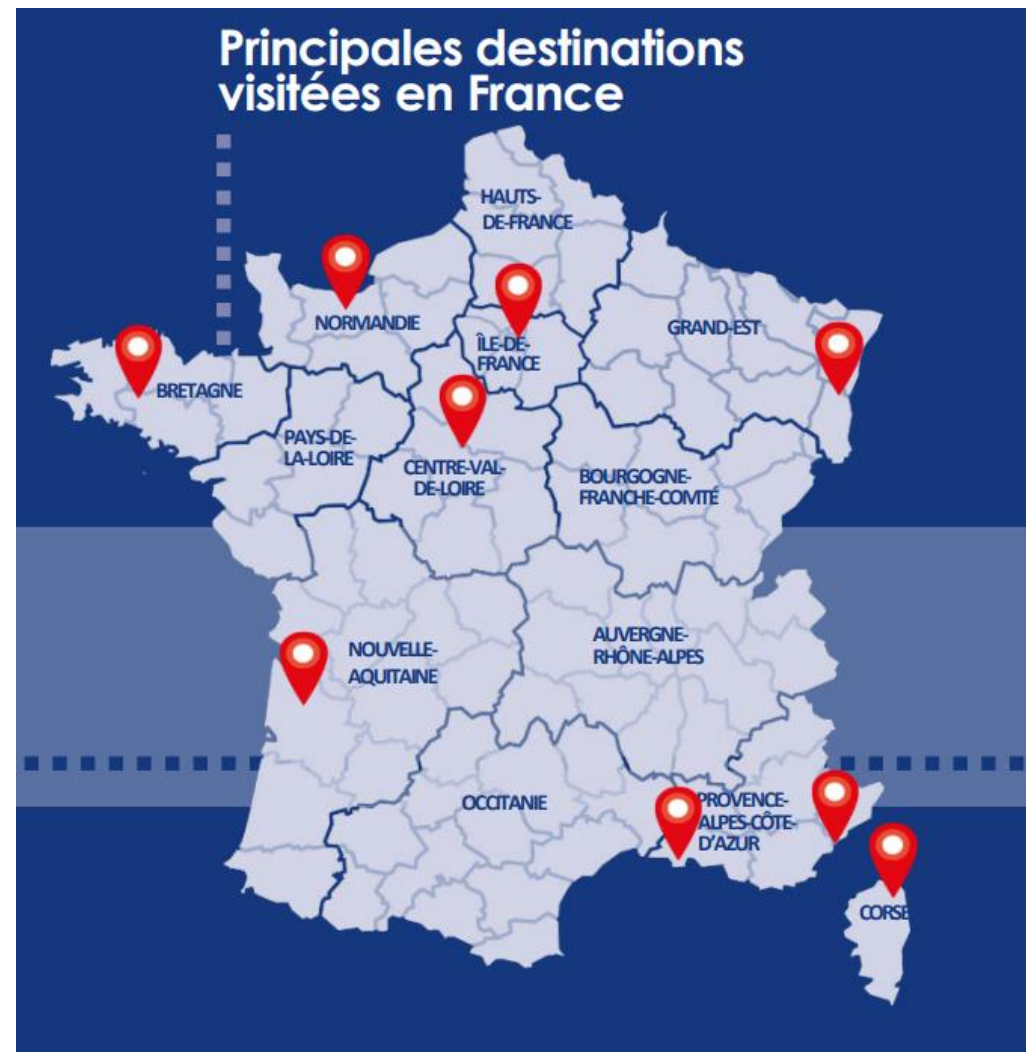 Principales destinations
visitées en France
HAUTS-
DE-FRANCE
NORMANDIE
ÎLE-DE-
FRANCE
GRAND-EST
BRETAGNE
PAYS-DE-
LA-LOIRE
CENTRE-VAL-
DE-LOIRE
BOURGOGNE-
FRANCHE-COMTÉ
NOUVELLE-
AQUITAINE
AUVERGNE-
RHÔNE-ALPES
OCCITANIE
PROVENCE-
ALPES-CÔTE-
D'AZUR
CORSE